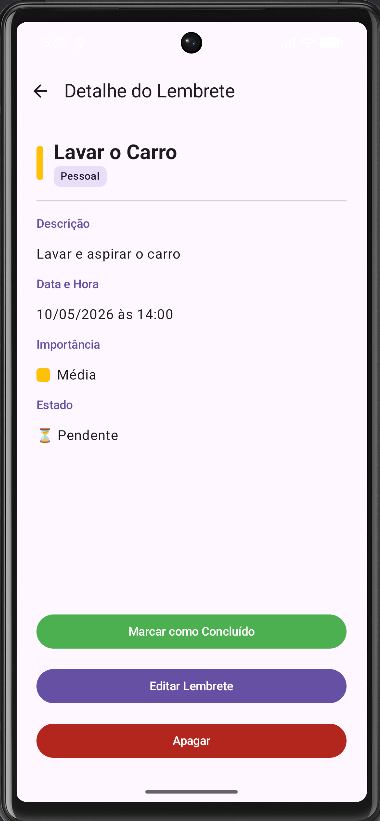 Detalhe do Lembrete
Lavar o Carro
Pessoal
Descrição
Lavar e aspirar o carro
Data e Hora
10/05/2026 às 14:00
Importância
Média
Estado
⏳ Pendente
Marcar como Concluído
Editar Lembrete
Apagar